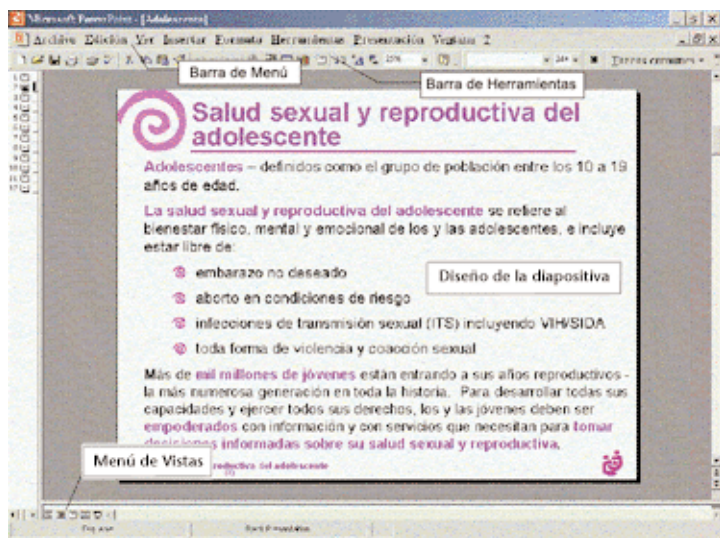 Microsoft PowerPoint - [Adolescente]
Archivo Edición Ver Insertar Formato Herramientas Presentación Ventana ?
Barra de Menú
Barra de Herramientas
Salud sexual y reproductiva del
adolescente
Adolescentes – definidos como el grupo de población entre los 10 a 19
años de edad.
La salud sexual y reproductiva del adolescente se refiere al
bienestar físico, mental y emocional de los y las adolescentes, e incluye
estar libre de:
embarazo no deseado
Diseño de la diapositiva
aborto en condiciones de riesgo
infecciones de transmisión sexual (ITS) incluyendo VIH/SIDA
toda forma de violencia y coacción sexual
Más de mil millones de jóvenes están entrando a sus años reproductivos -
la más numerosa generación en toda la historia. Para desarrollar todas sus
capacidades y ejercer todos sus derechos, los y las jóvenes deben ser
empoderados con información y con servicios que necesitan para tomar
decisiones informadas sobre su salud sexual y reproductiva.
Menú de Vistas
del adolescente